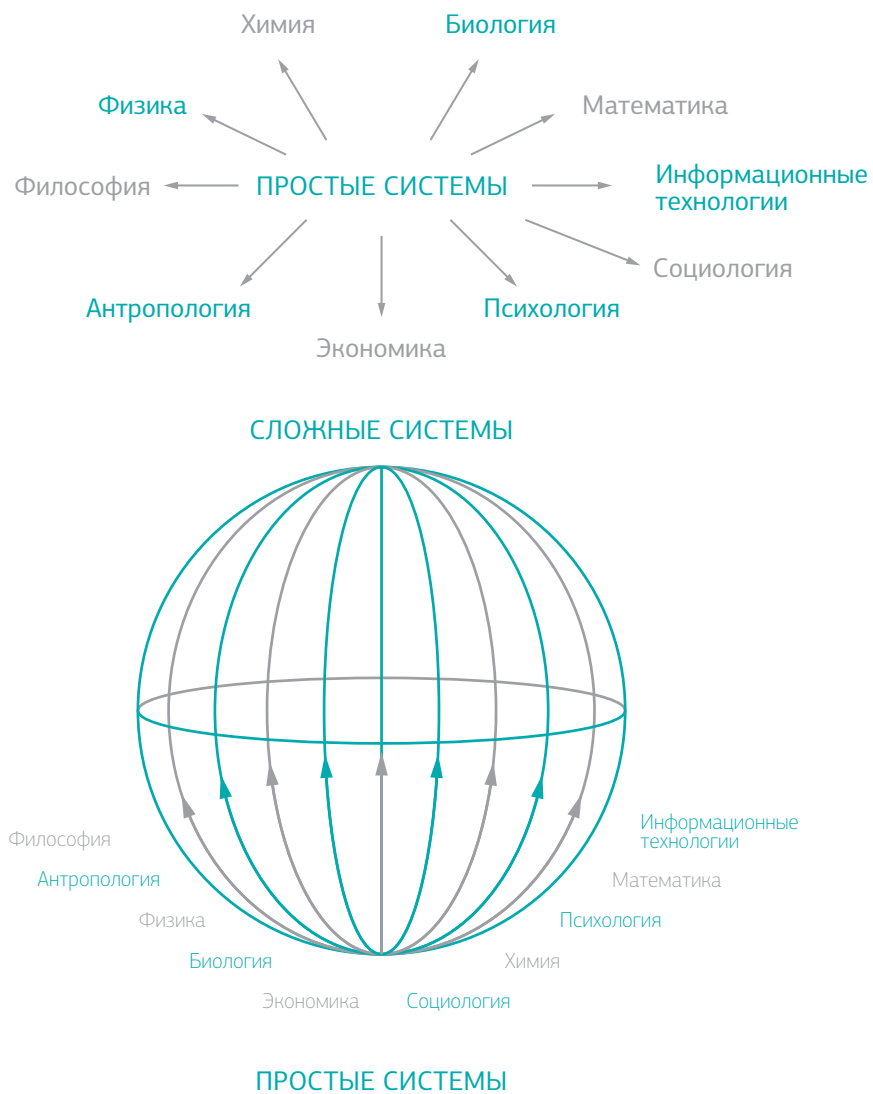 Химия
Биология
Физика
Математика
Философия
ПРОСТЫЕ СИСТЕМЫ
Информационные
технологии
Социология
Антропология
Психология
Экономика
СЛОЖНЫЕ СИСТЕМЫ
Философия
Информационные
технологии
Антропология
Математика
Физика
Психология
Биология
Химия
Экономика
Социология
ПРОСТЫЕ СИСТЕМЫ